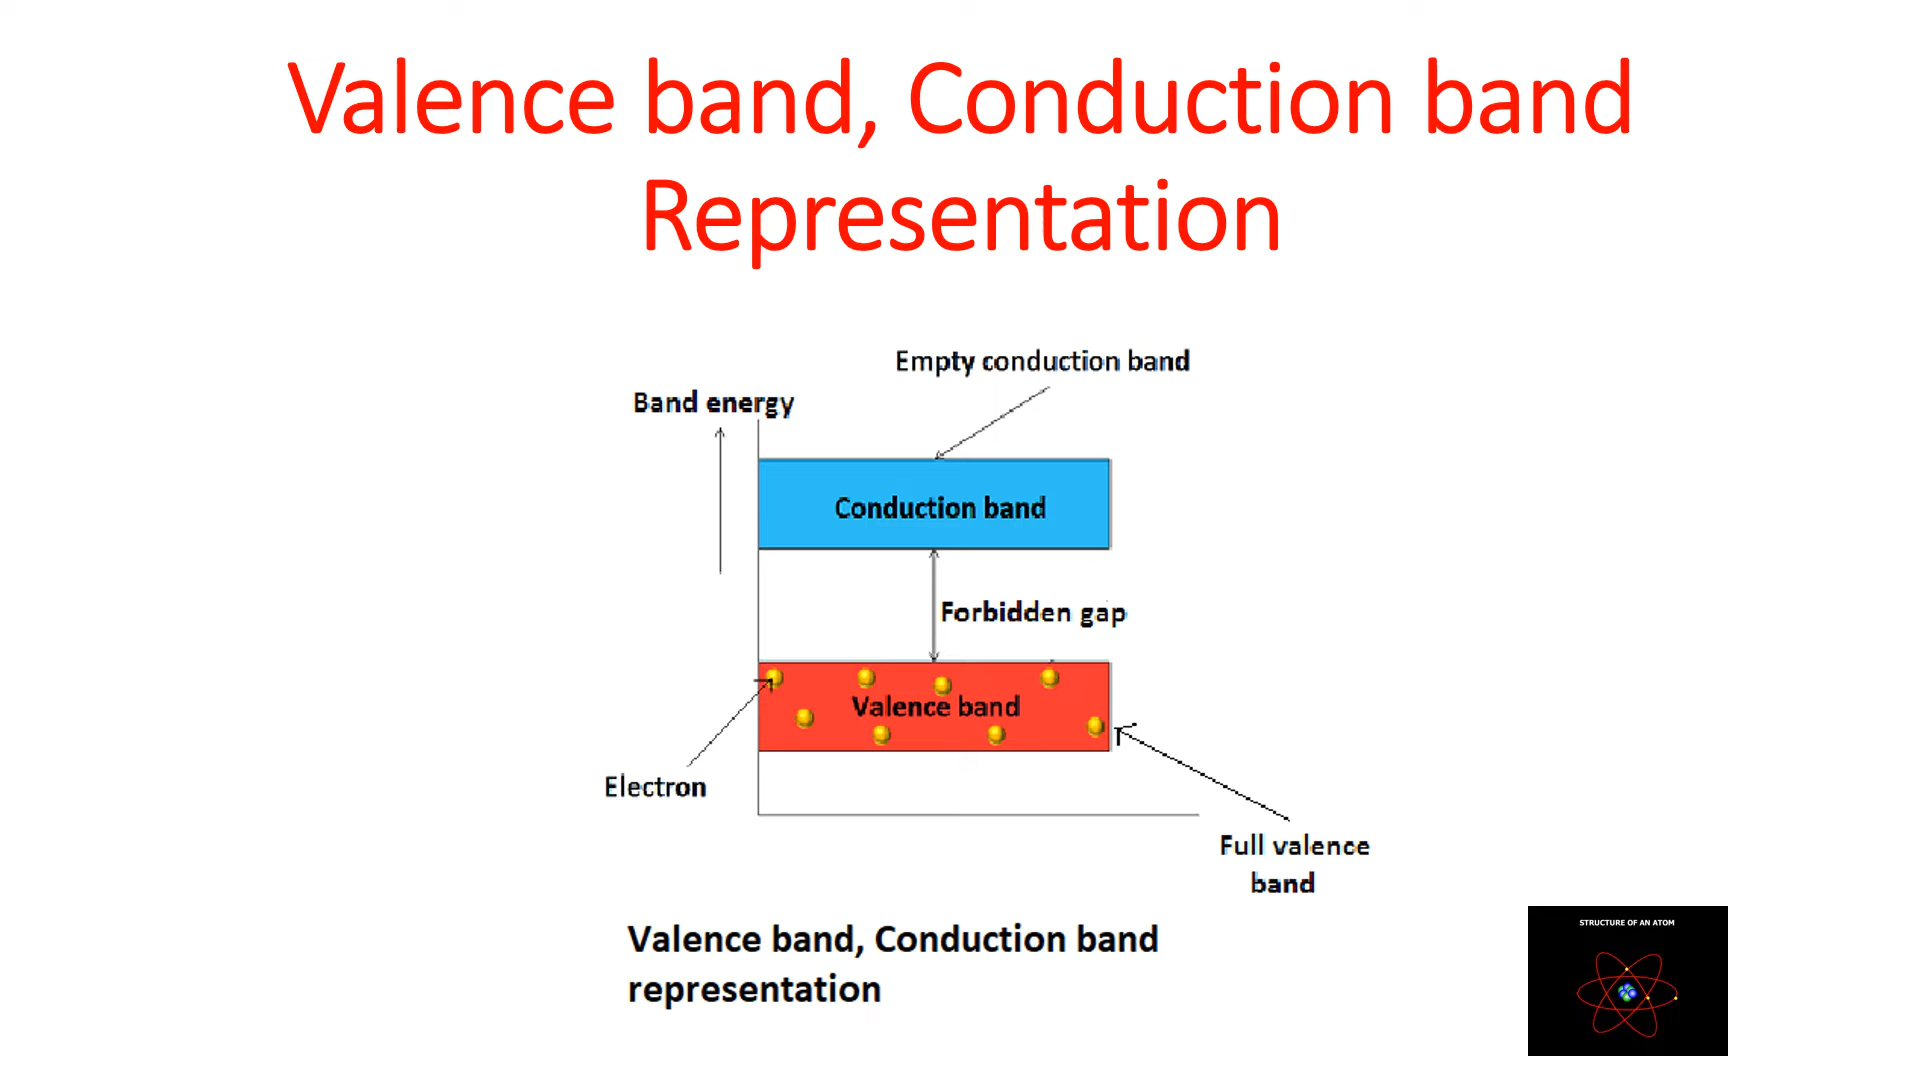 Valence band, Conduction band
Representation
Empty conduction band
Band energy
Conduction band
Forbidden gap
Valence band
Electron
Full valence
band
Valence band, Conduction band
representation
STRUCTURE OF AN ATOM